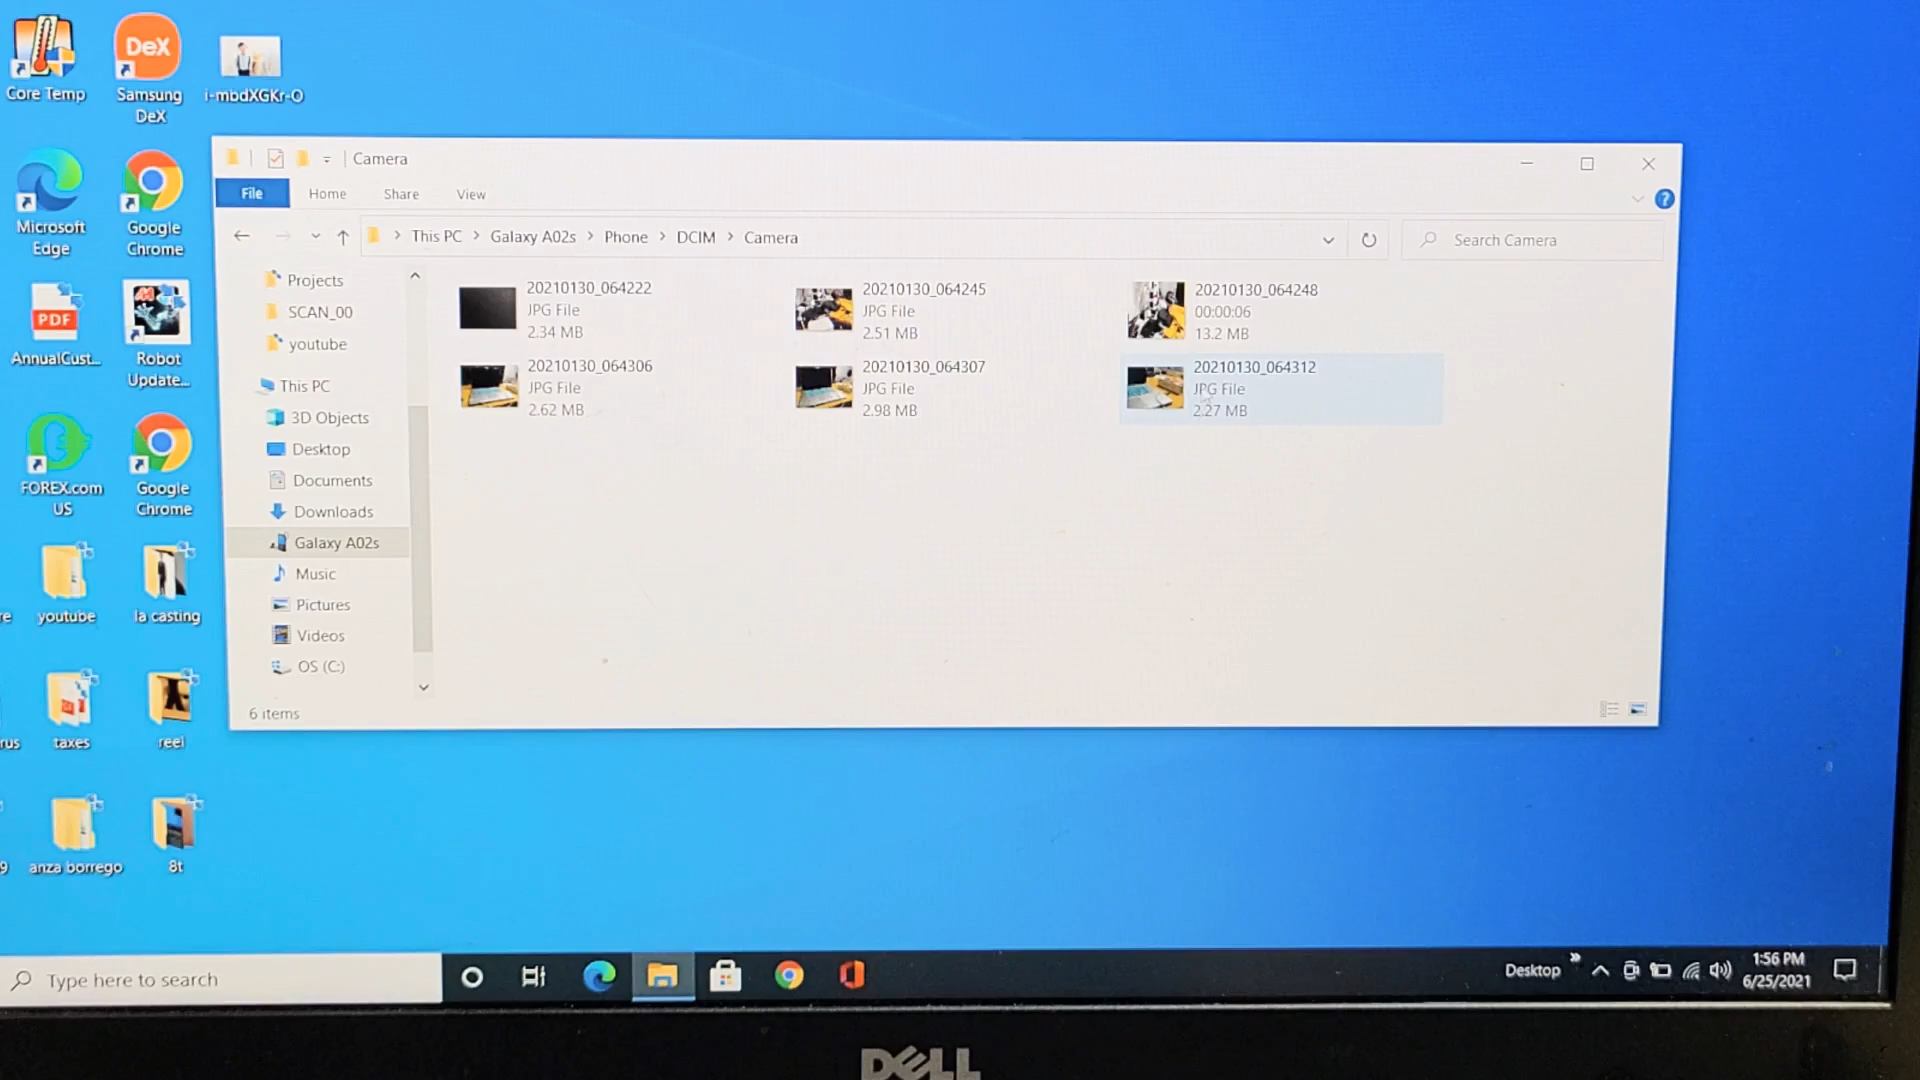 Core Temp
Samsung
DeX
DeX
i-mbdXGKr-O
Microsoft
Edge
Google
Chrome
PDF
AnnualCust...
Robot
Update...
FOREX.com
US
Google
Chrome
re
youtube
la casting
rus
taxes
reel
9
anza borrego
8t
Camera
File
Home
Share
View
?
This PC
Galaxy A02s
Phone
DCIM
Camera
Search Camera
Projects
SCAN_00
youtube
This PC
3D Objects
Desktop
Documents
Downloads
Galaxy A02s
Music
Pictures
Videos
OS (C:)
20210130_064222
JPG File
2.34 MB
20210130_064245
JPG File
2.51 MB
20210130_064248
00:00:06
13.2 MB
20210130_064306
JPG File
2.62 MB
20210130_064307
JPG File
2.98 MB
20210130_064312
JPG File
2.27 MB
6 items
Type here to search
Desktop
1:56 PM
6/25/2021
DELL